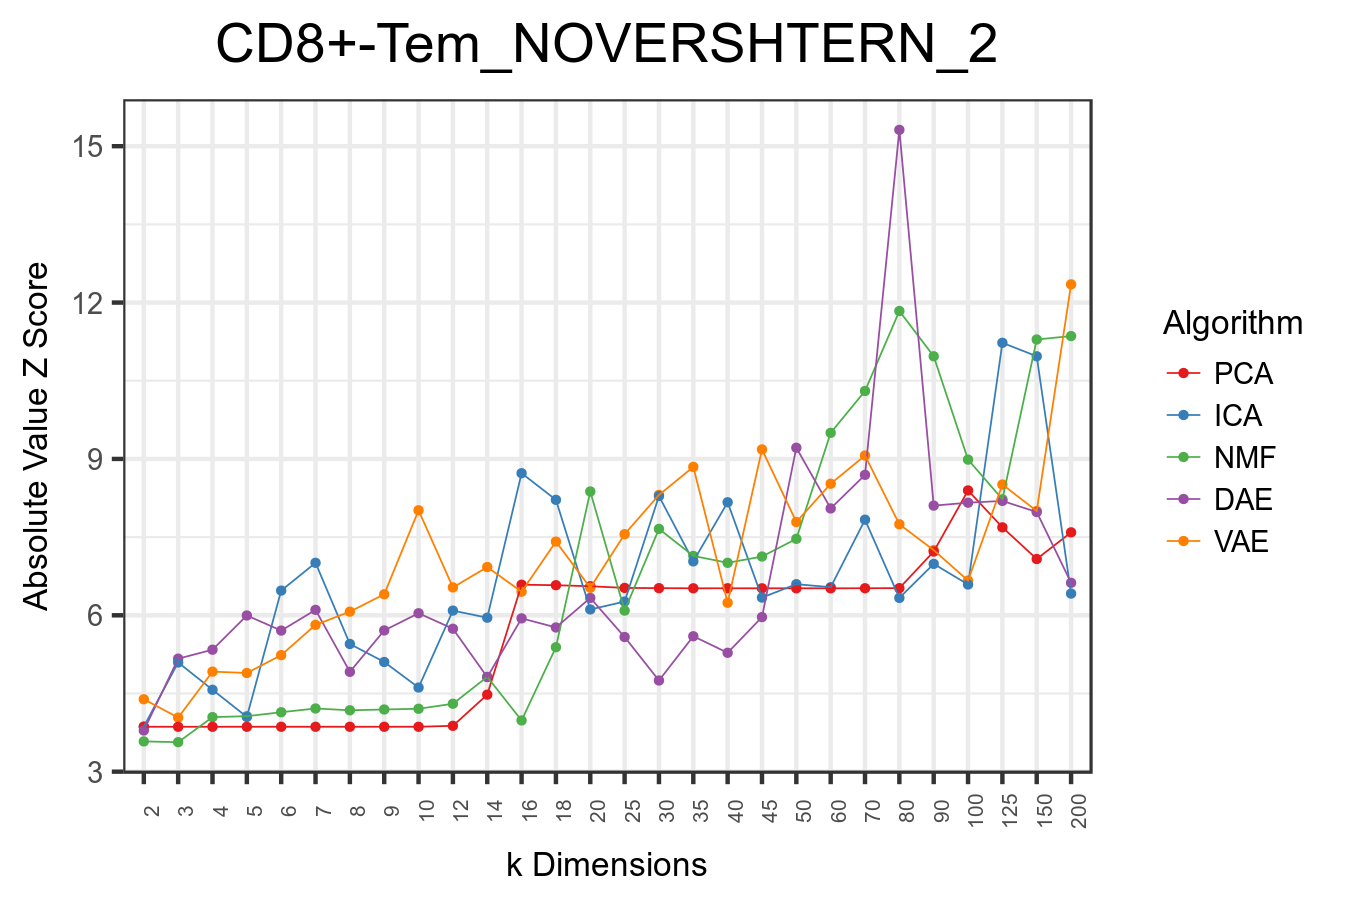 CD8+-Tem_NOVERSHTERN_2
Absolute Value Z Score
15
12
9
6
3
2 3 4 5 6 7 8 9 10 12 14 16 18 20 25 30 35 40 45 50 60 70 80 90 100 125 150 200
k Dimensions
Algorithm
PCA
ICA
NMF
DAE
VAE